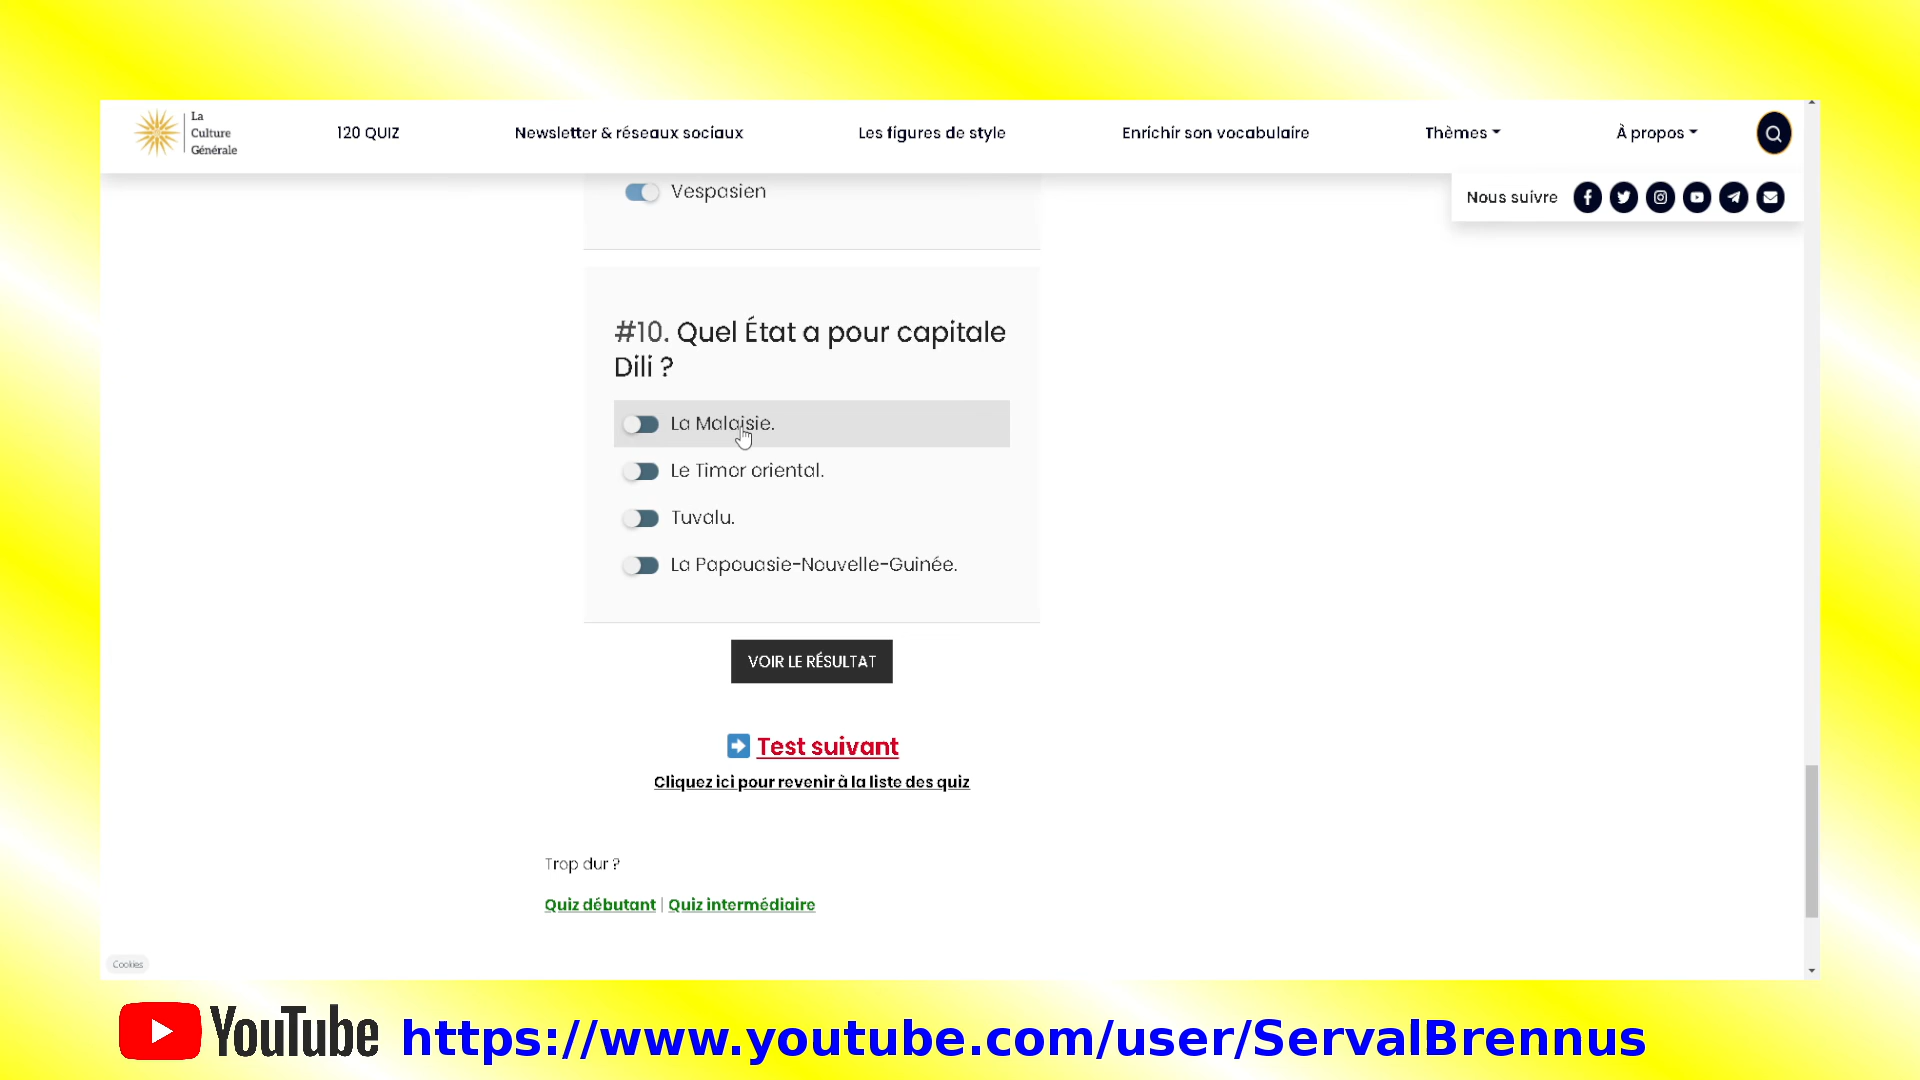 La
Culture
Générale
120 QUIZ
Newsletter & réseaux sociaux
Les figures de style
Enrichir son vocabulaire
Thèmes
À propos
Nous suivre
Vespasien
#10. Quel État a pour capitale
Dili ?
La Malaisie.
Le Timor oriental.
Tuvalu.
La Papouasie-Nouvelle-Guinée.
VOIR LE RÉSULTAT
Test suivant
Cliquez ici pour revenir à la liste des quiz
Trop dur ?
Quiz débutant | Quiz intermédiaire
Cookies
YouTube https://www.youtube.com/user/ServalBrennus